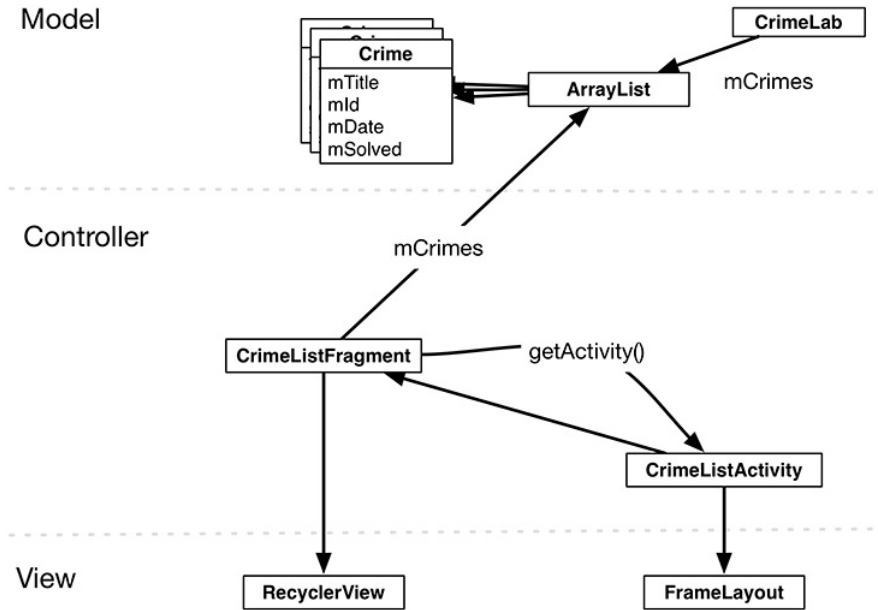 Model
CrimeLab
Crime
mTitle
mId
mDate
mSolved
ArrayList
mCrimes
Controller
mCrimes
CrimeListFragment
getActivity()
CrimeListActivity
View
RecyclerView
FrameLayout